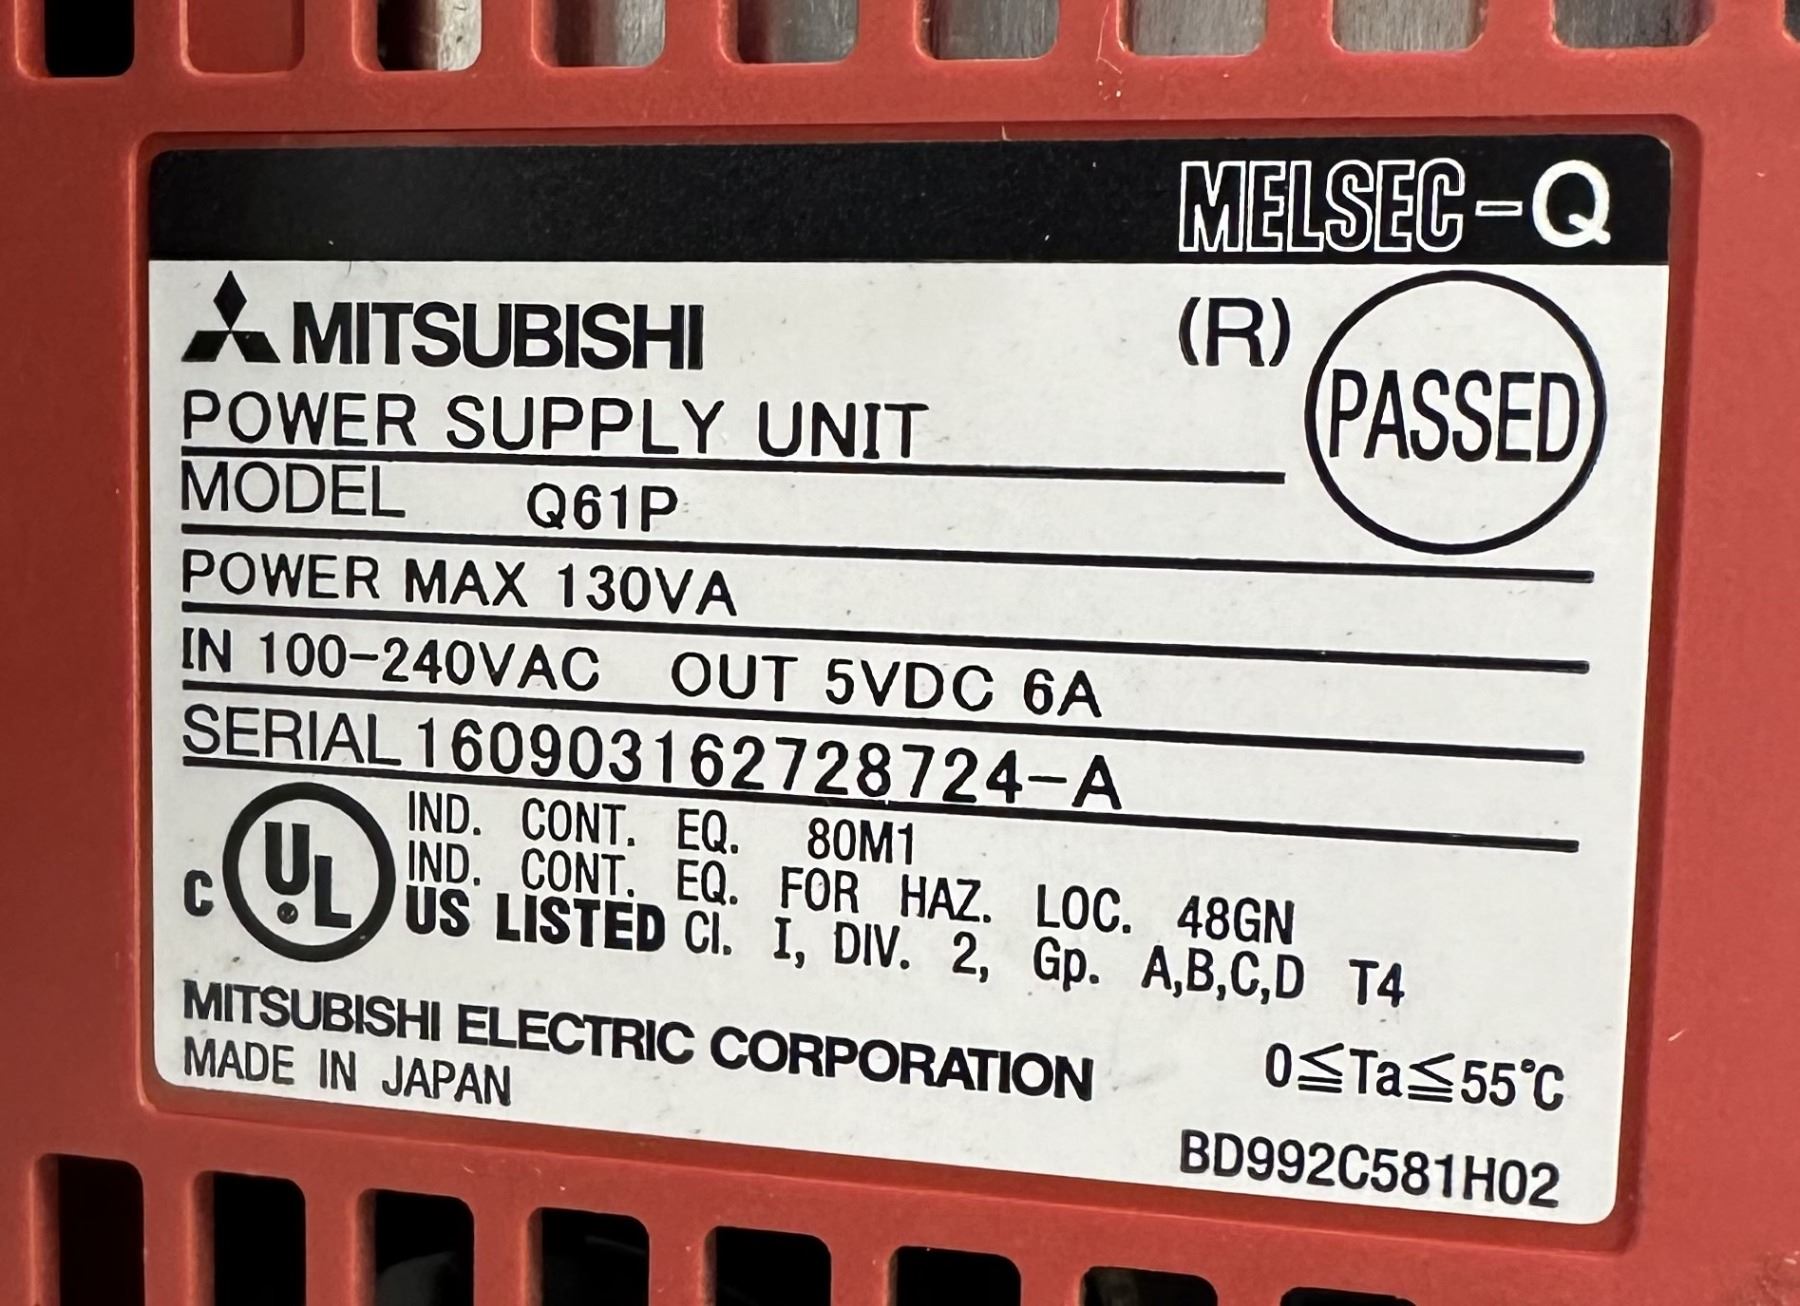 MELSEC-Q
MITSUBISHI (R) PASSED
POWER SUPPLY UNIT
MODEL Q61P
POWER MAX 130VA
IN 100-240VAC OUT 5VDC 6A
SERIAL 160903162728724-A
IND. CONT. EQ. 80M1
IND. CONT. EQ. FOR HAZ. LOC. 48GN
C UL US LISTED Cl. I, DIV. 2, Gp. A,B,C,D T4
MITSUBISHI ELECTRIC CORPORATION
MADE IN JAPAN
0≦Ta≦55°C
BD992C581H02